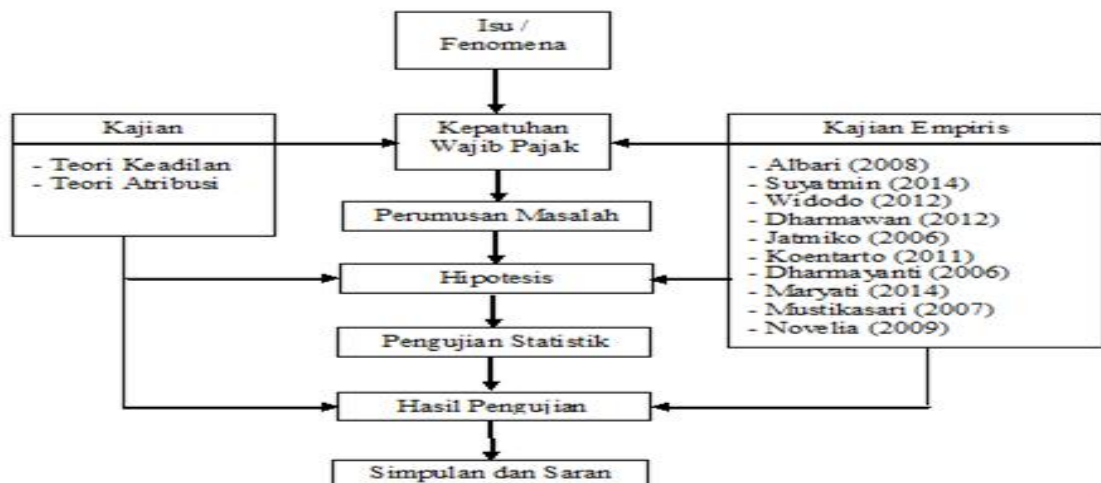 Isu /
Fenomena
Kajian
- Teori Keadilan
- Teori Atribusi
Kepatuhan
Wajib Pajak
Kajian Empiris
- Albari (2008)
- Suyatmin (2014)
- Widodo (2012)
- Dharmawan (2012)
- Jatmiko (2006)
- Koentarto (2011)
- Dharmayanti (2006)
- Maryati (2014)
- Mustikasari (2007)
- Novelia (2009)
Perumusan Masalah
Hipotesis
Pengujian Statistik
Hasil Pengujian
Simpulan dan Saran